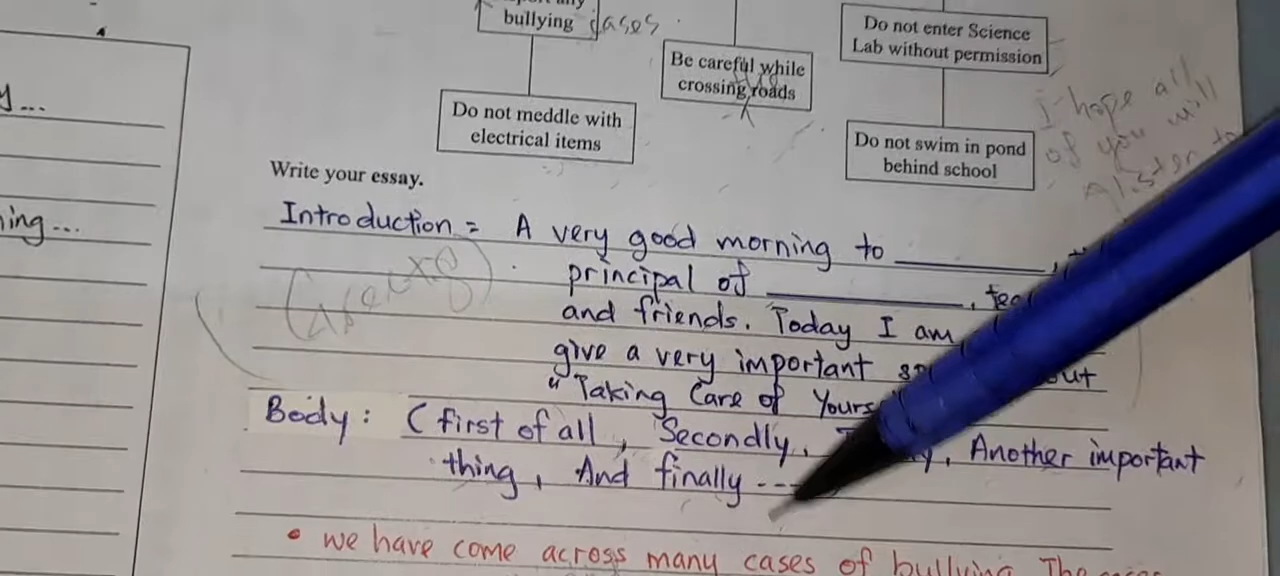 bullying cases.
Do not meddle with
electrical items
Be careful while
crossing roads
Do not enter Science
Lab without permission
Do not swim in pond
behind school
I hope all
of you will
Write your essay.
Introduction = A very good morning to ________,
principal of ________,
and friends. Today I am
give a very important
"Taking Care of
Body: (first of all, Secondly, Another important
thing, And finally ---
• we have come across many cases of bullying.